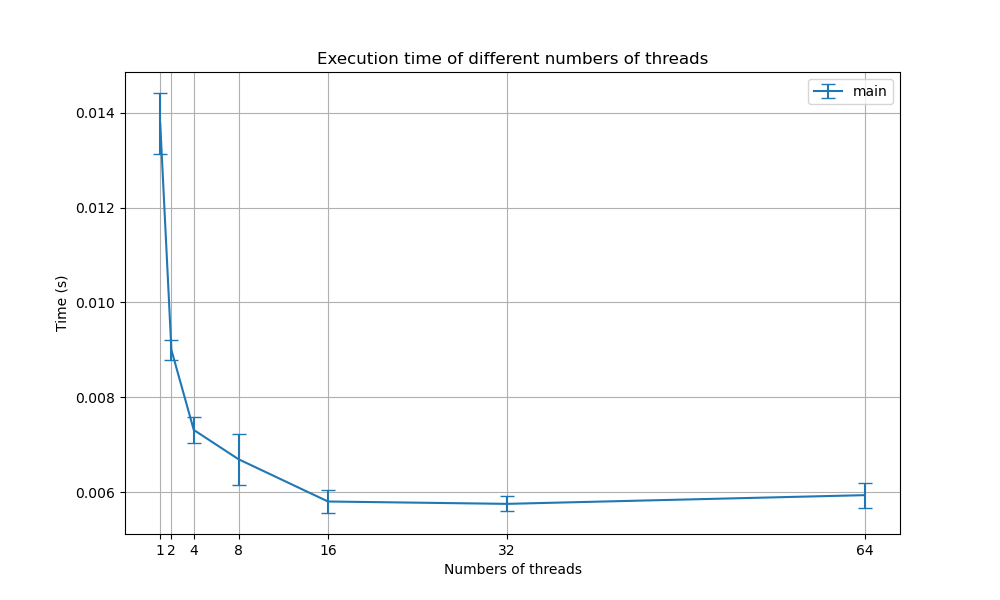 Execution time of different numbers of threads
main
0.014
0.012
0.010
0.008
0.006
Time (s)
1 2 4 8 16 32 64
Numbers of threads